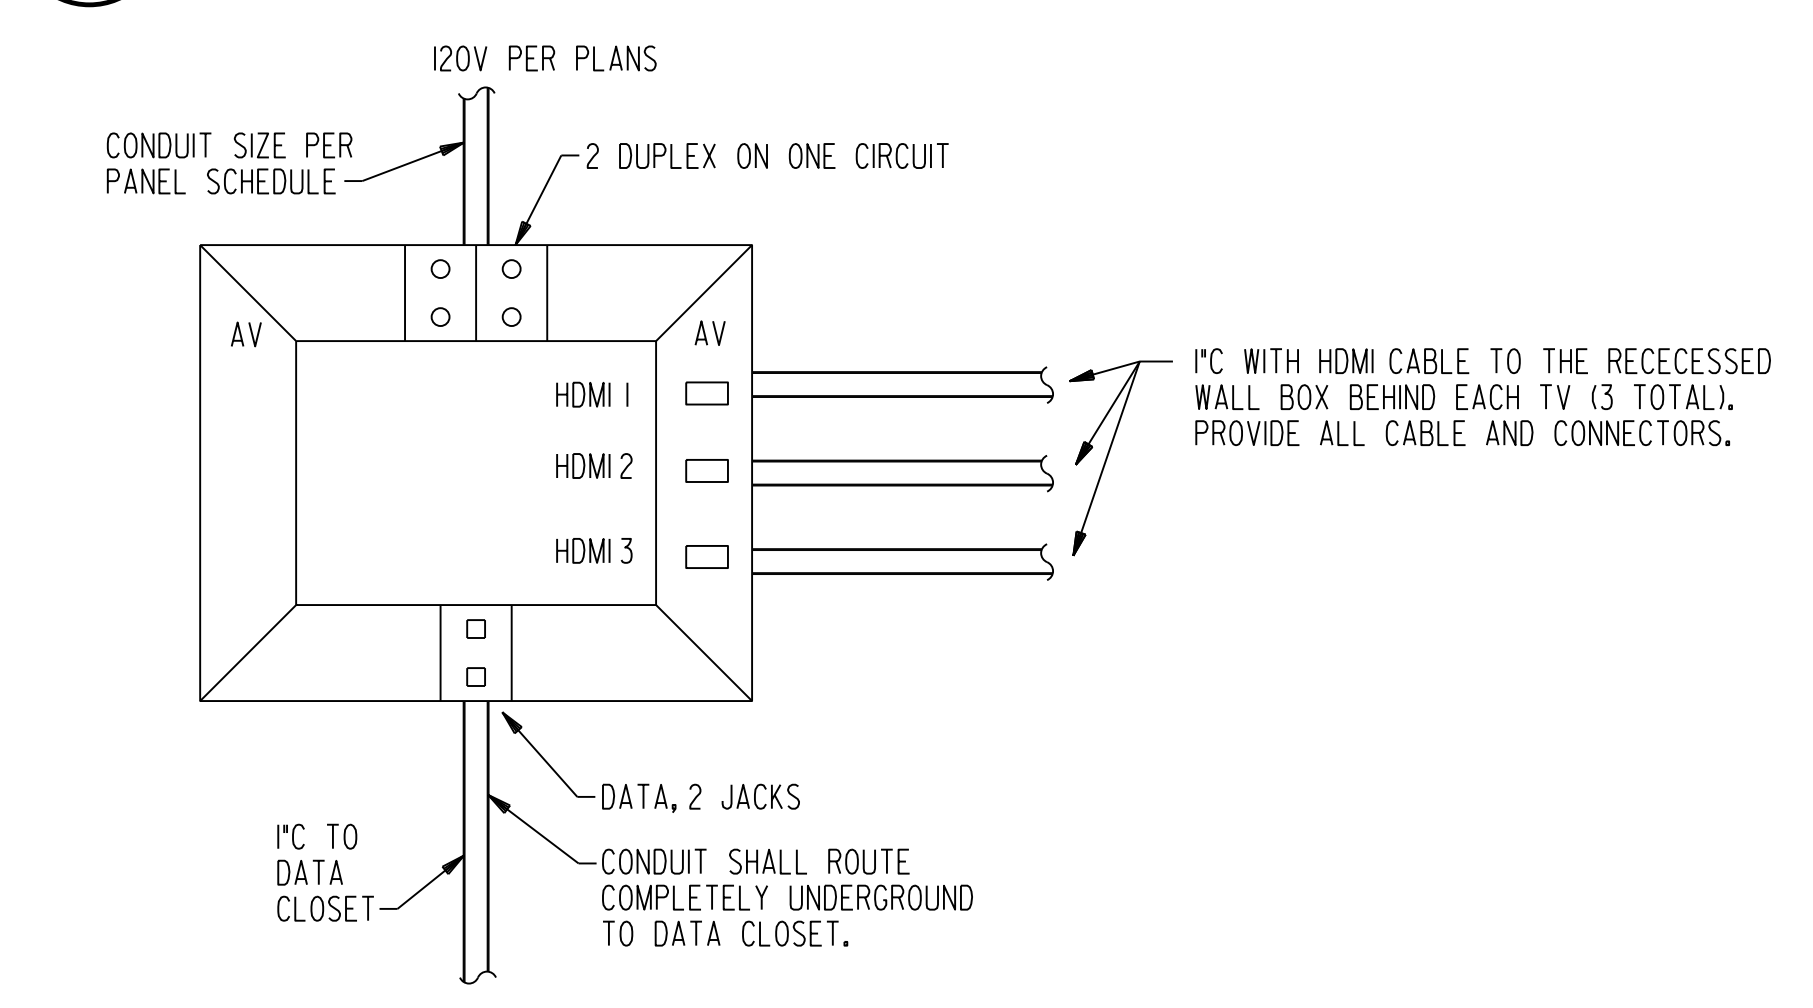 120V PER PLANS
CONDUIT SIZE PER
PANEL SCHEDULE
2 DUPLEX ON ONE CIRCUIT
AV
AV
HDMI 1
HDMI 2
HDMI 3
1"C WITH HDMI CABLE TO THE RECECESSED
WALL BOX BEHIND EACH TV (3 TOTAL).
PROVIDE ALL CABLE AND CONNECTORS.
DATA, 2 JACKS
1"C TO
DATA
CLOSET
CONDUIT SHALL ROUTE
COMPLETELY UNDERGROUND
TO DATA CLOSET.